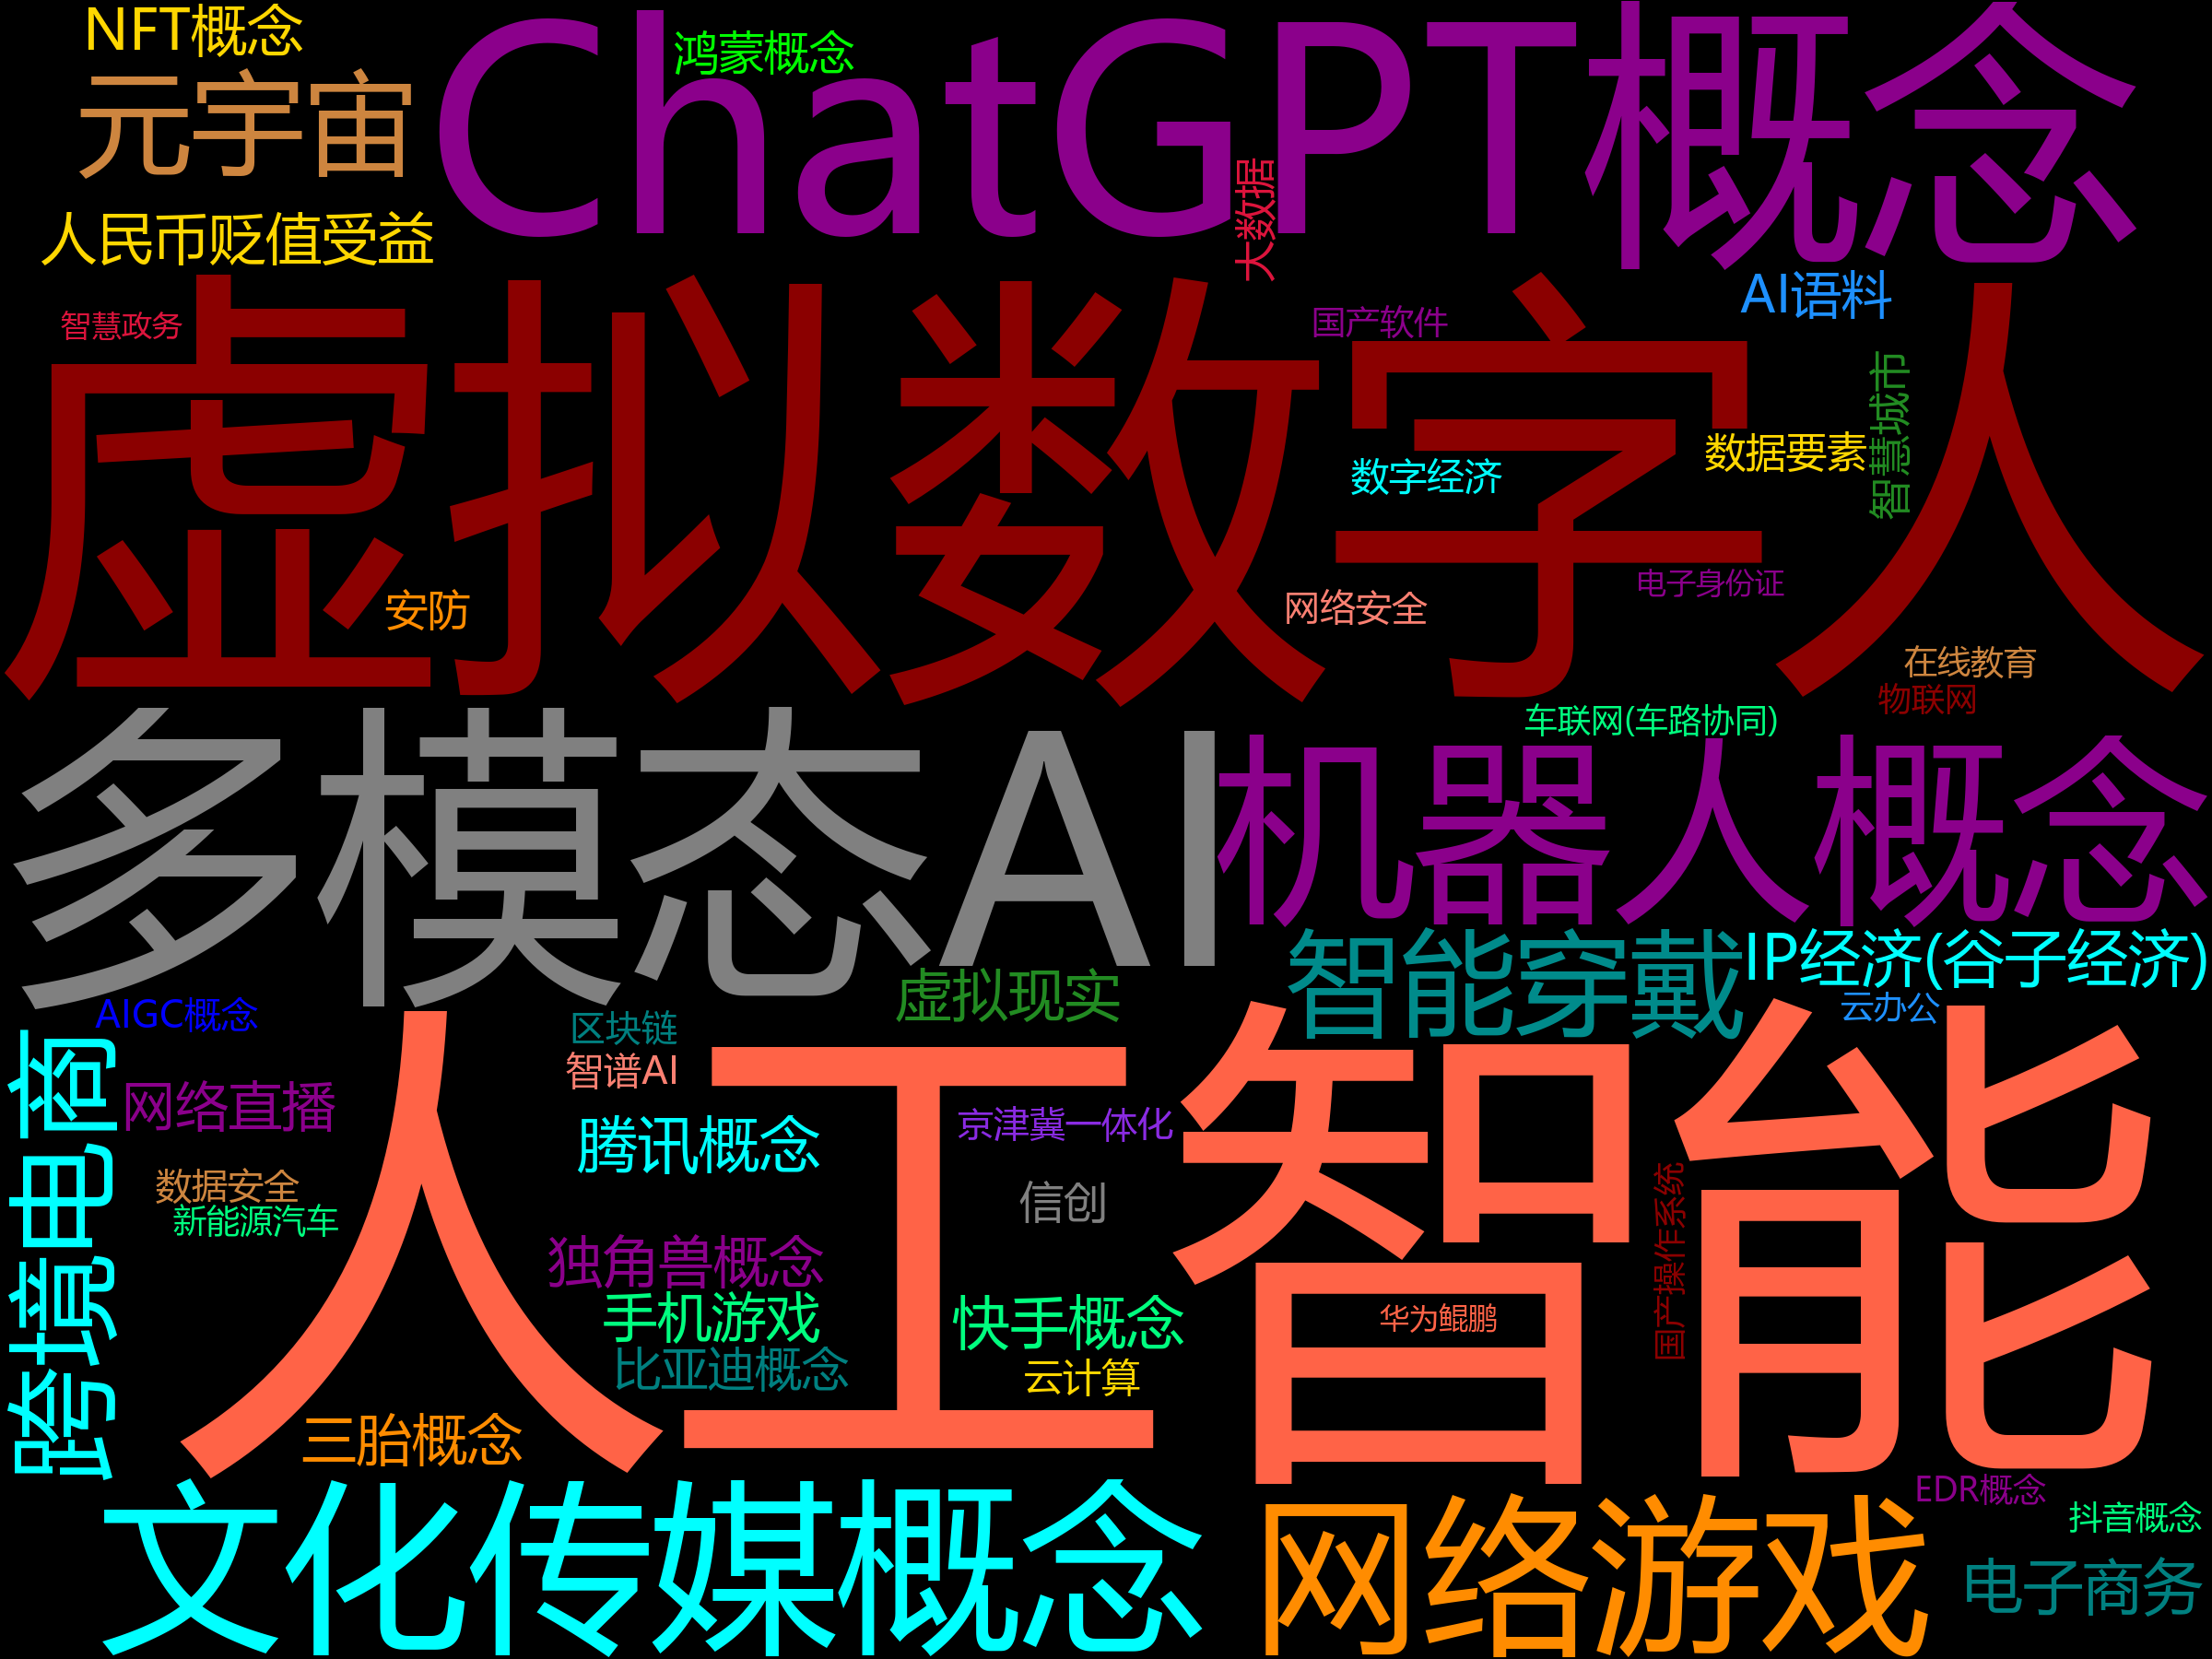 NFT概念
ChatGPT概念
鸿蒙概念
元宇宙
大数据
人民币贬值受益
AI语料
虚拟数字人
智慧政务
国产软件
智慧城市
数字经济
数据要素
安防
网络安全
电子身份证
在线教育
物联网
车联网(车路协同)
多模态AI
机器人概念
智能穿戴
IP经济(谷子经济)
虚拟现实
AIGC概念
区块链
云办公
智谱AI
人工智能
跨境电商
网络直播
腾讯概念
京津冀一体化
数据安全
信创
新能源汽车
国产操作系统
独角兽概念
手机游戏
快手概念
华为鲲鹏
比亚迪概念
云计算
三胎概念
文化传媒概念
网络游戏
EDR概念
抖音概念
电子商务